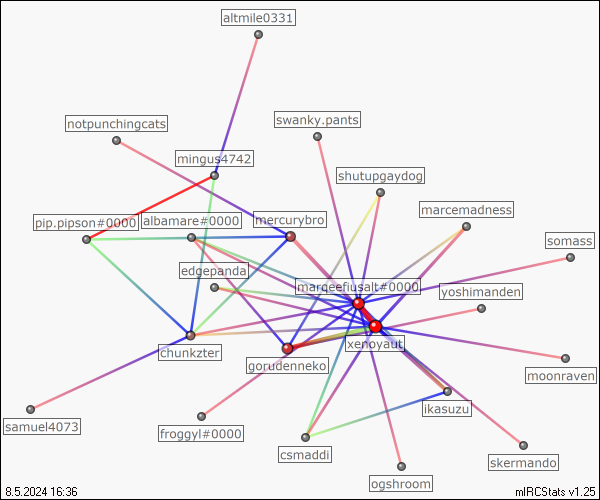 altmile0331
notpunchingcats
swanky.pants
mingus4742
shutupgaydog
marcemadness
pip.pipson#0000
albamare#0000
mercurybro
somass
edgepanda
marqeefiusalt#0000
yoshimanden
xenoyaut
chunkzter
gorudenneko
moonraven
ikasuzu
samuel4073
froggyl#0000
csmaddi
skermando
ogshroom
8.5.2024 16:36
mIRCStats v1.25